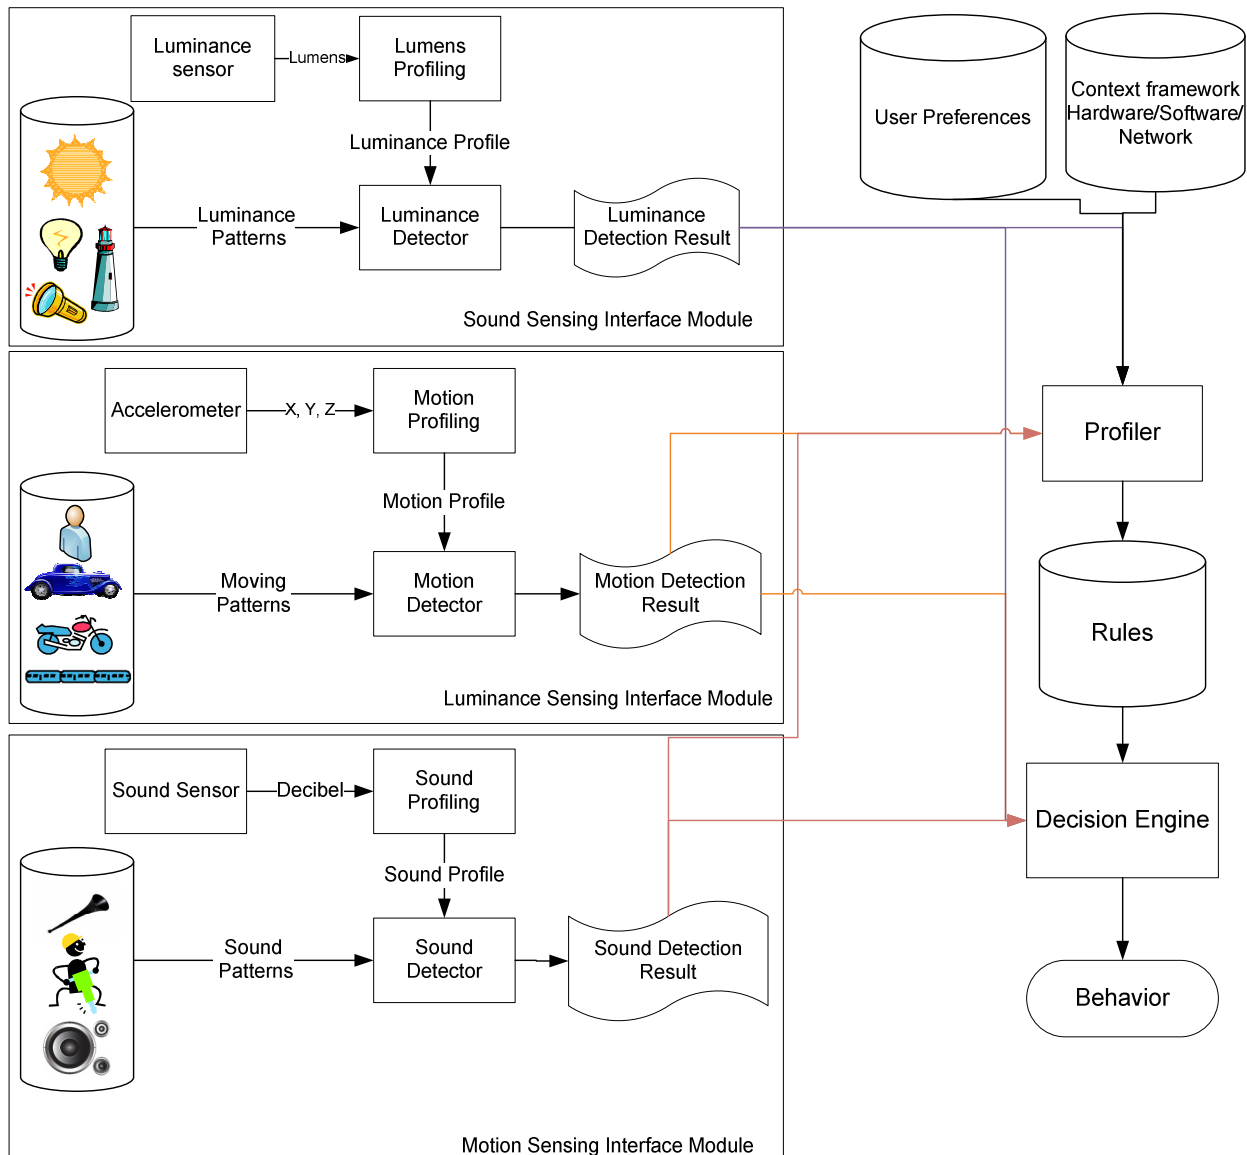 Luminance
sensor
Lumens
Lumens
Profiling
Luminance Profile
Luminance
Patterns
Luminance
Detector
Luminance
Detection Result
Sound Sensing Interface Module
User Preferences
Context framework
Hardware/Software/
Network
Accelerometer
X, Y, Z
Motion
Profiling
Motion Profile
Moving
Patterns
Motion
Detector
Motion Detection
Result
Luminance Sensing Interface Module
Profiler
Rules
Sound Sensor
Decibel
Sound
Profiling
Sound Profile
Sound
Patterns
Sound
Detector
Sound Detection
Result
Motion Sensing Interface Module
Decision Engine
Behavior